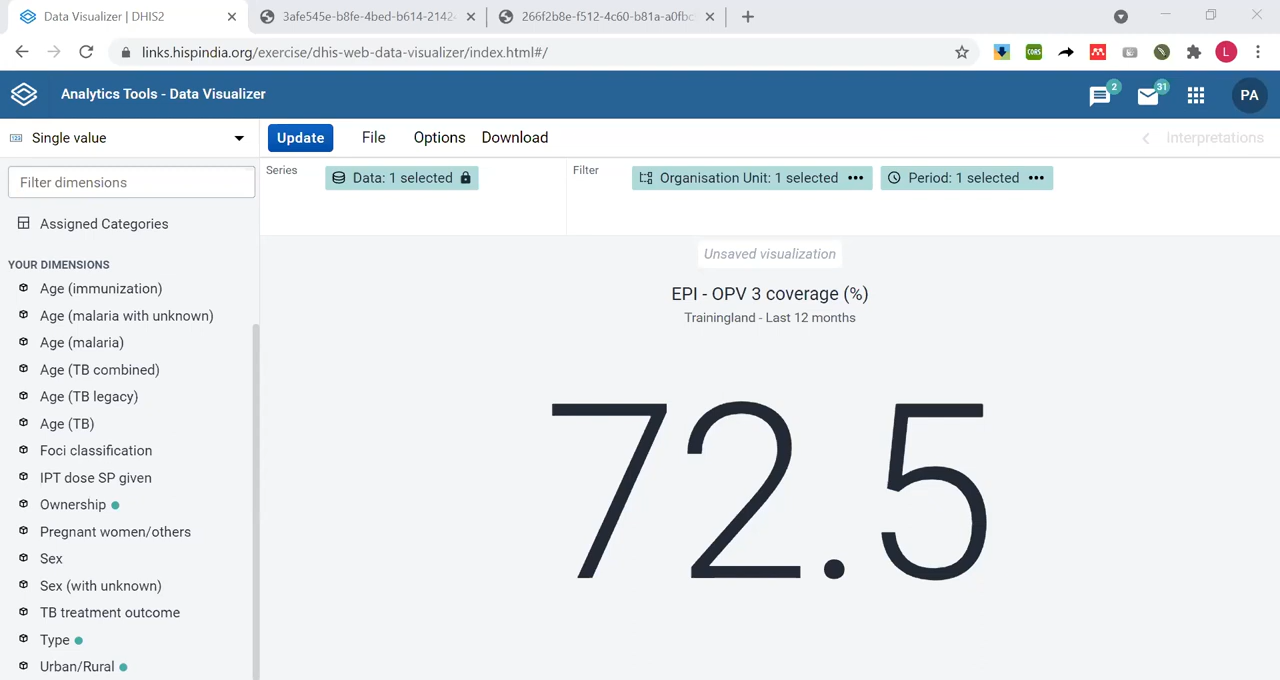 Data Visualizer | DHIS2
3afe545e-b8fe-4bed-b614-2142
266f2b8e-f512-4c60-b81a-a0fbc
links.hispindia.org/exercise/dhis-web-data-visualizer/index.html#/
CORS
L
Analytics Tools - Data Visualizer
2
31
PA
Single value
Update
File
Options
Download
Interpretations
Filter dimensions
Series
Data: 1 selected
Filter
Organisation Unit: 1 selected
Period: 1 selected
Assigned Categories
YOUR DIMENSIONS
Age (immunization)
Age (malaria with unknown)
Age (malaria)
Age (TB combined)
Age (TB legacy)
Age (TB)
Foci classification
IPT dose SP given
Ownership
Pregnant women/others
Sex
Sex (with unknown)
TB treatment outcome
Type
Urban/Rural
Unsaved visualization
EPI - OPV 3 coverage (%)
Trainingland - Last 12 months
72.5